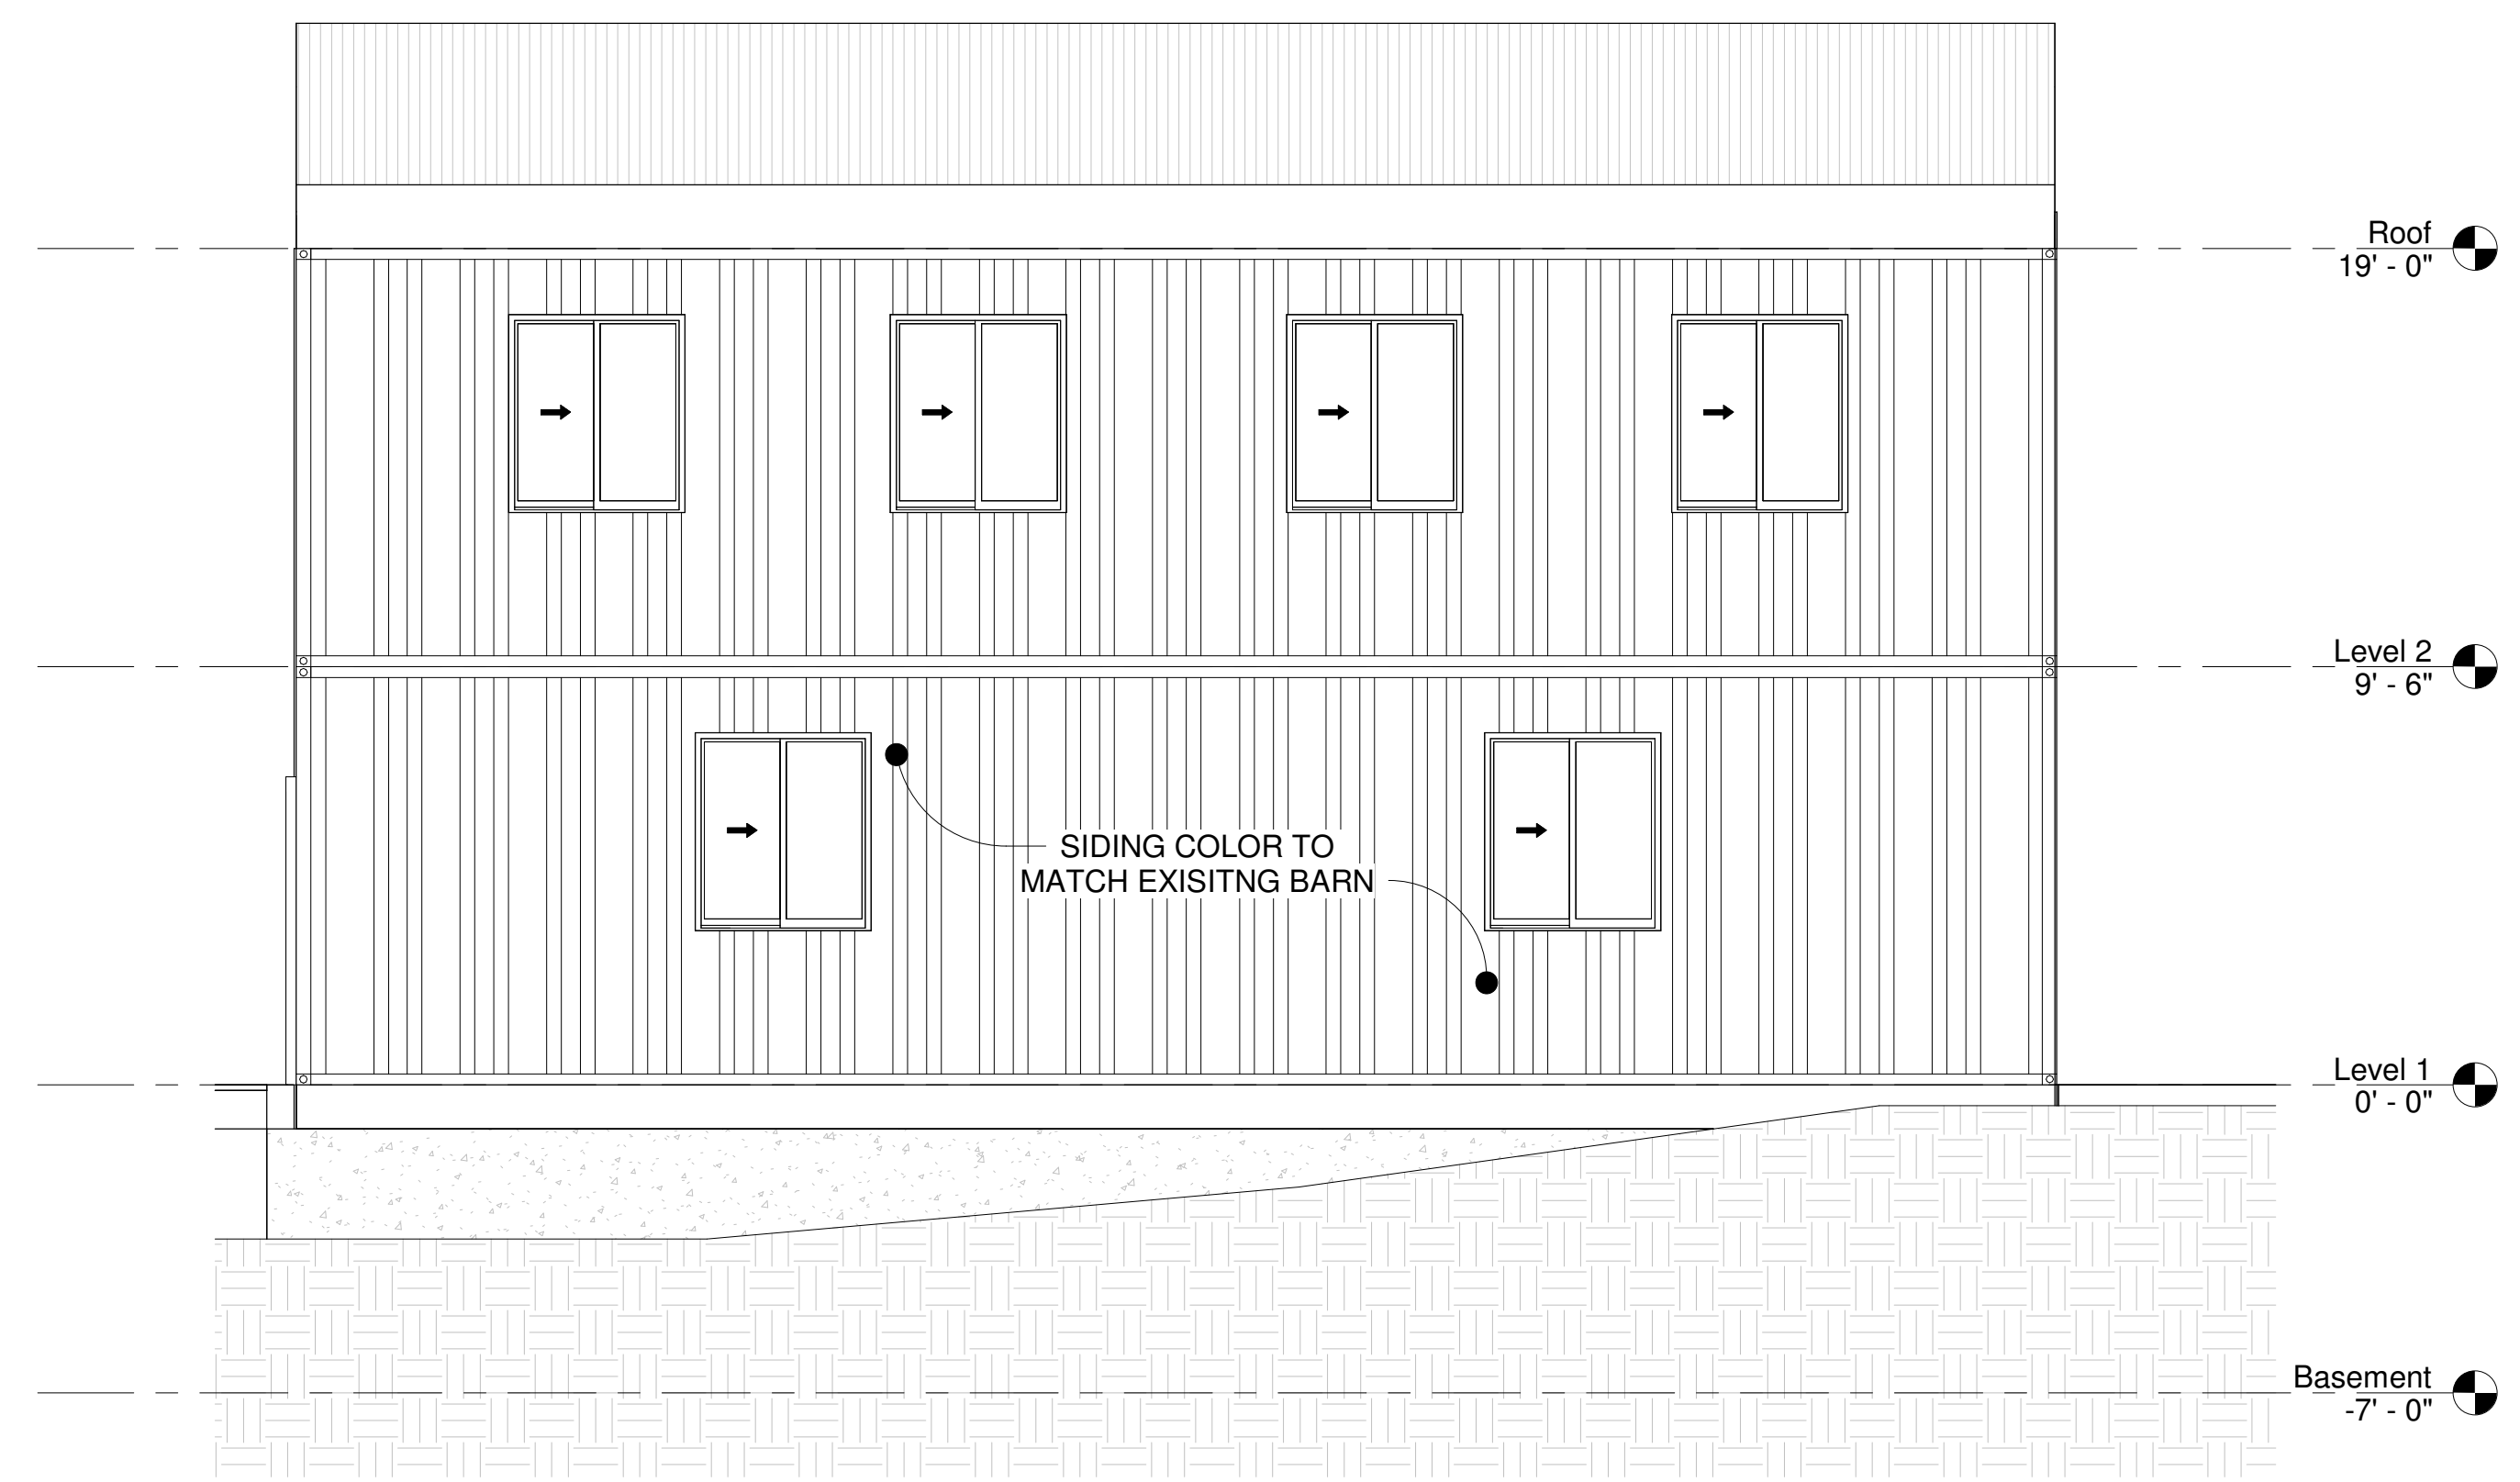 Roof
19' - 0"
Level 2
9' - 6"
SIDING COLOR TO
MATCH EXISITNG BARN
Level 1
0' - 0"
Basement
-7' - 0"